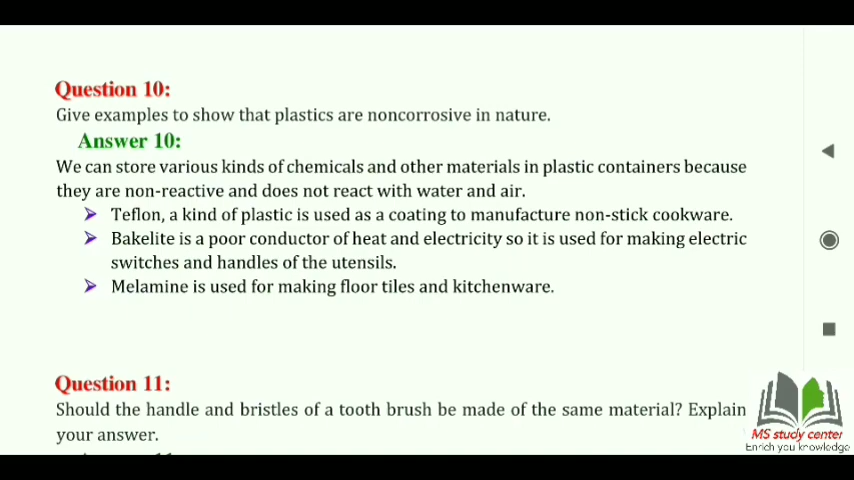 Question 10:
Give examples to show that plastics are noncorrosive in nature.
Answer 10:
We can store various kinds of chemicals and other materials in plastic containers because
they are non-reactive and does not react with water and air.
➢ Teflon, a kind of plastic is used as a coating to manufacture non-stick cookware.
➢ Bakelite is a poor conductor of heat and electricity so it is used for making electric
switches and handles of the utensils.
➢ Melamine is used for making floor tiles and kitchenware.
Question 11:
Should the handle and bristles of a tooth brush be made of the same material? Explain
your answer.
MS study center
Enrich you knowledge